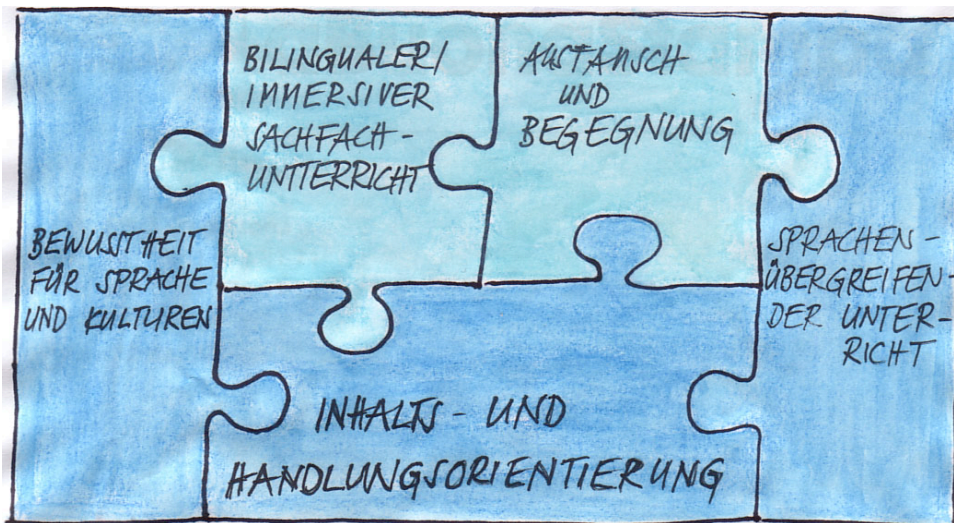 BILINGUALER/
IMMERSIVER
SACHFACH-
UNTTERRICHT
AUSTAUSCH
UND
BEGEGNUNG
BEWUSSTHEIT
FÜR SPRACHE
UND KULTUREN
SPRACHEN-
ÜBERGREIFEN-
DER UNTER-
RICHT
INHALTS- UND
HANDLUNGSORIENTIERUNG